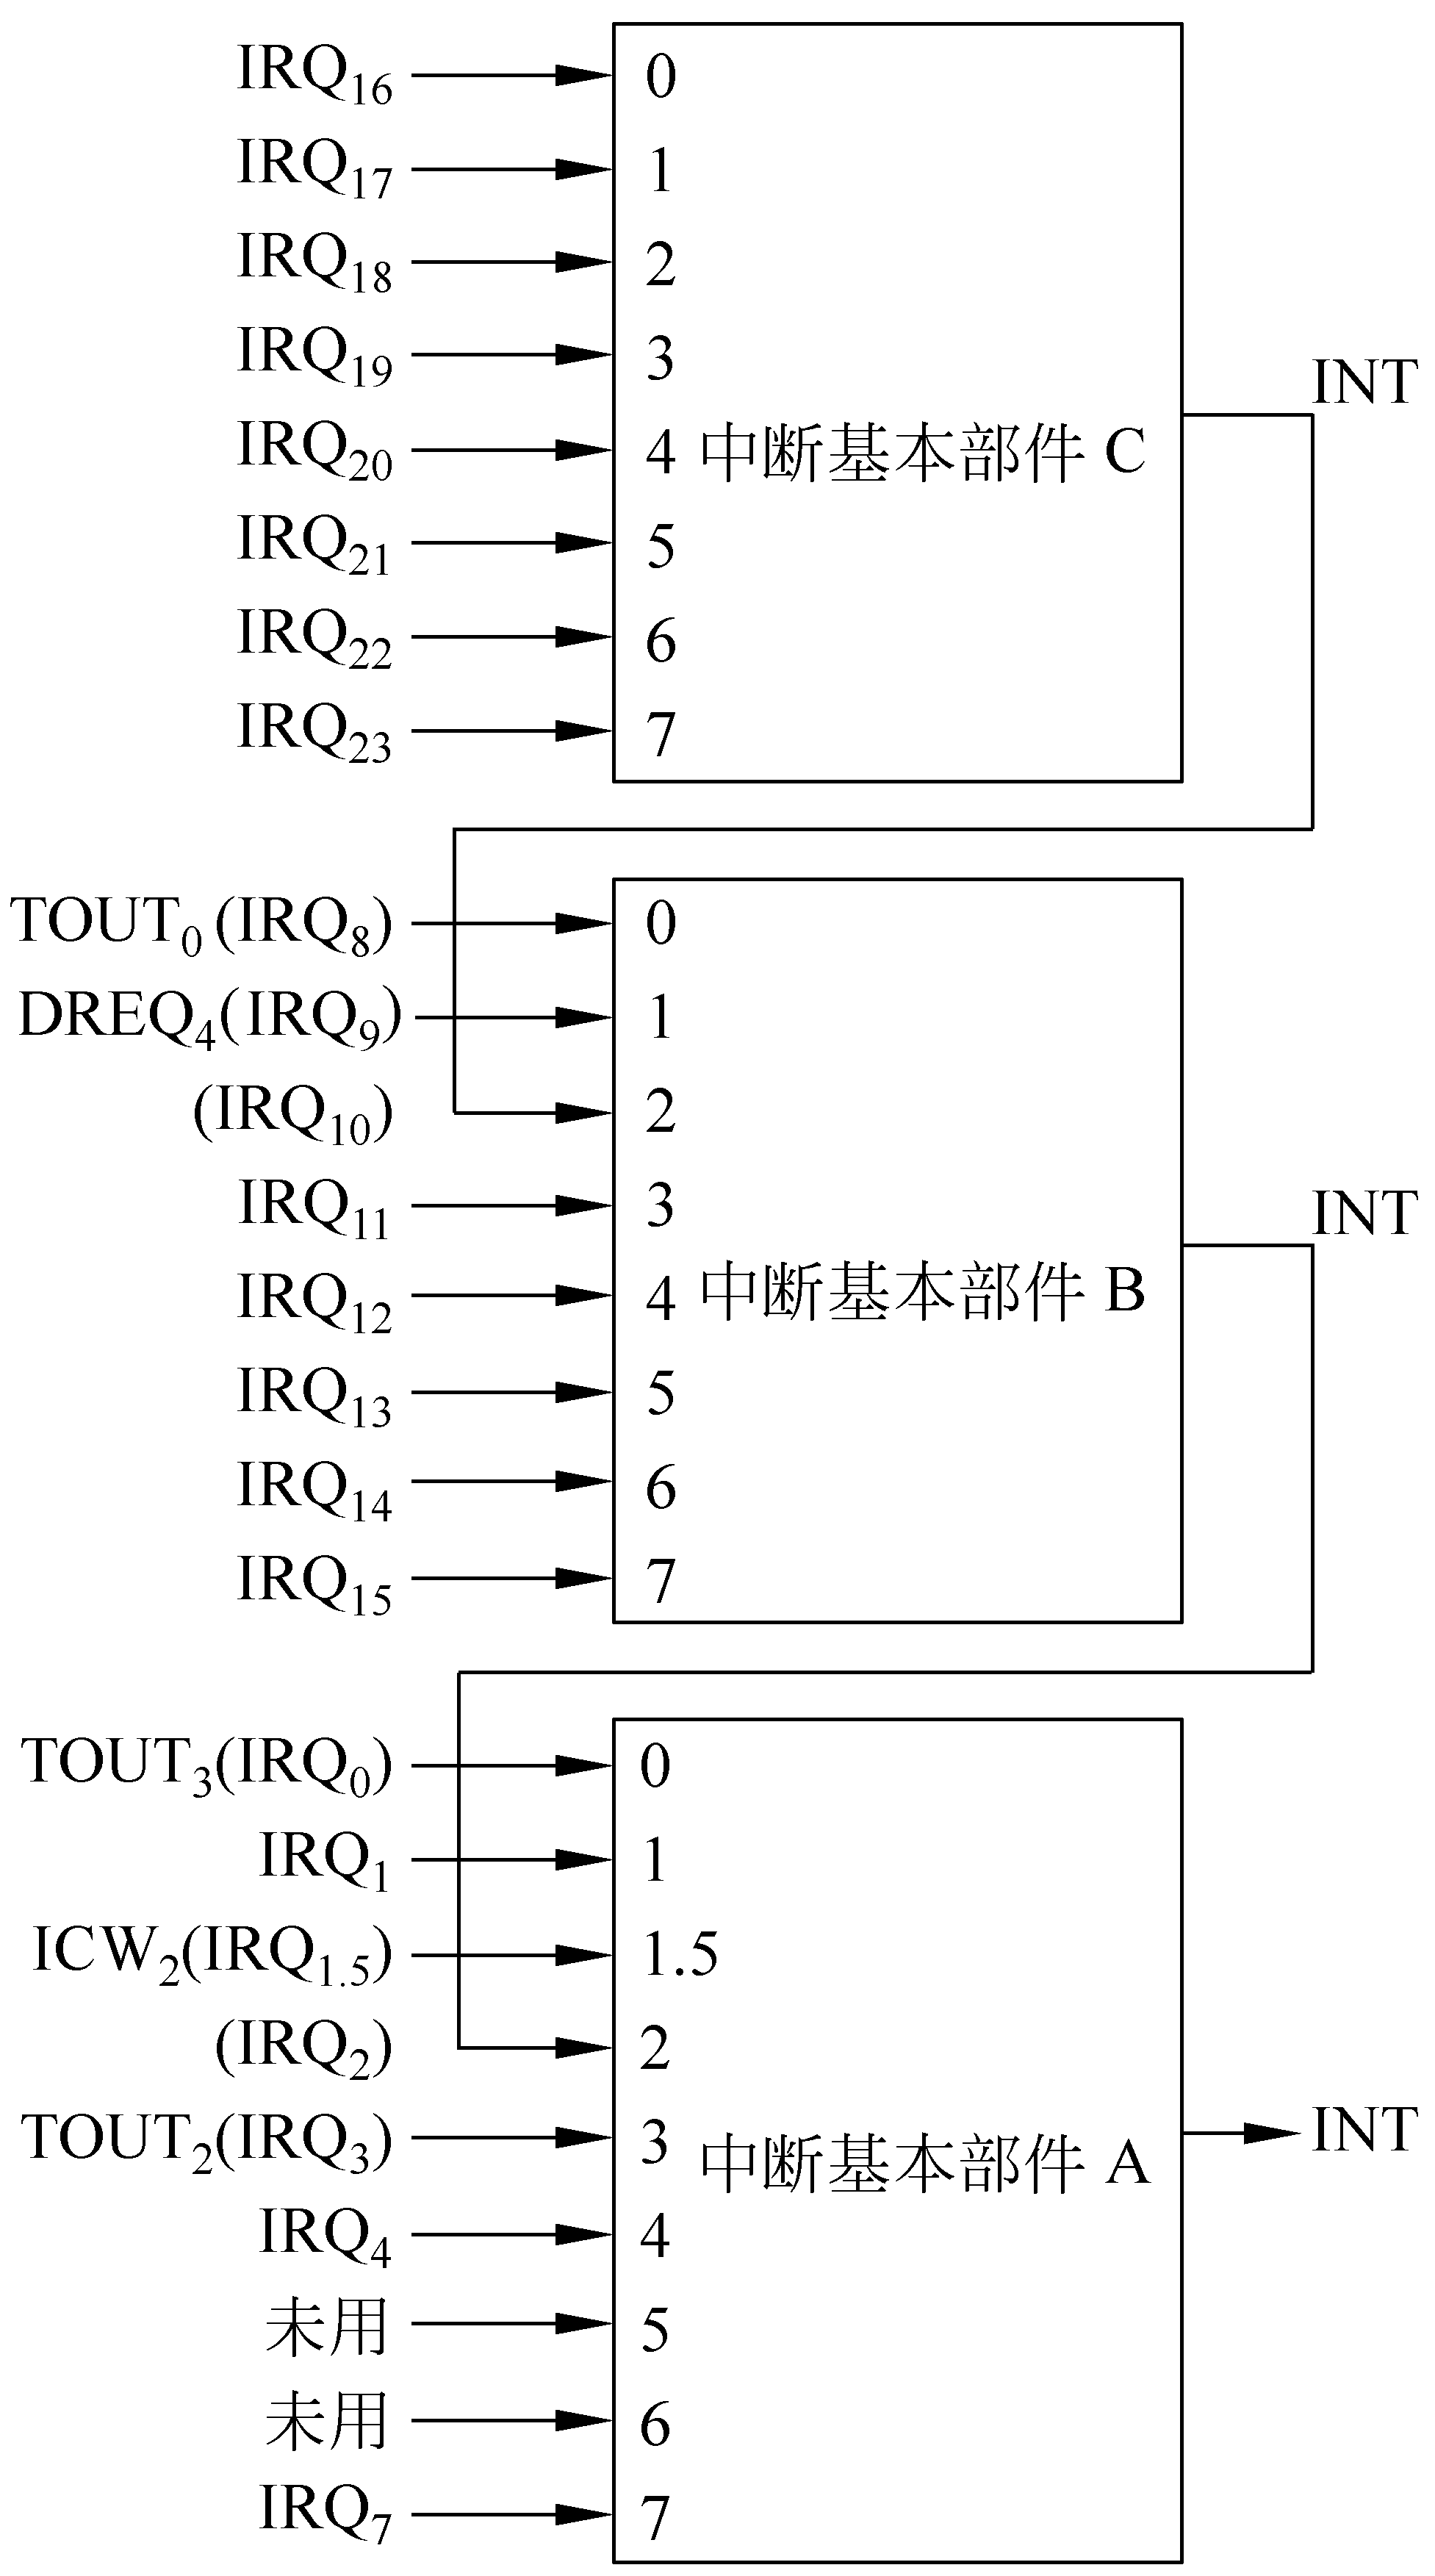 IRQ₁₆ 0
IRQ₁₇ 1
IRQ₁₈ 2
IRQ₁₉ 3
INT
IRQ₂₀ 4 中断基本部件 C
IRQ₂₁ 5
IRQ₂₂ 6
IRQ₂₃ 7
TOUT₀(IRQ₈) 0
DREQ₄(IRQ₉) 1
(IRQ₁₀) 2
IRQ₁₁ 3
INT
IRQ₁₂ 4 中断基本部件 B
IRQ₁₃ 5
IRQ₁₄ 6
IRQ₁₅ 7
TOUT₃(IRQ₀) 0
IRQ₁ 1
ICW₂(IRQ₁.₅) 1.5
(IRQ₂) 2
TOUT₂(IRQ₃) 3 中断基本部件 A INT
IRQ₄ 4
未用 5
未用 6
IRQ₇ 7